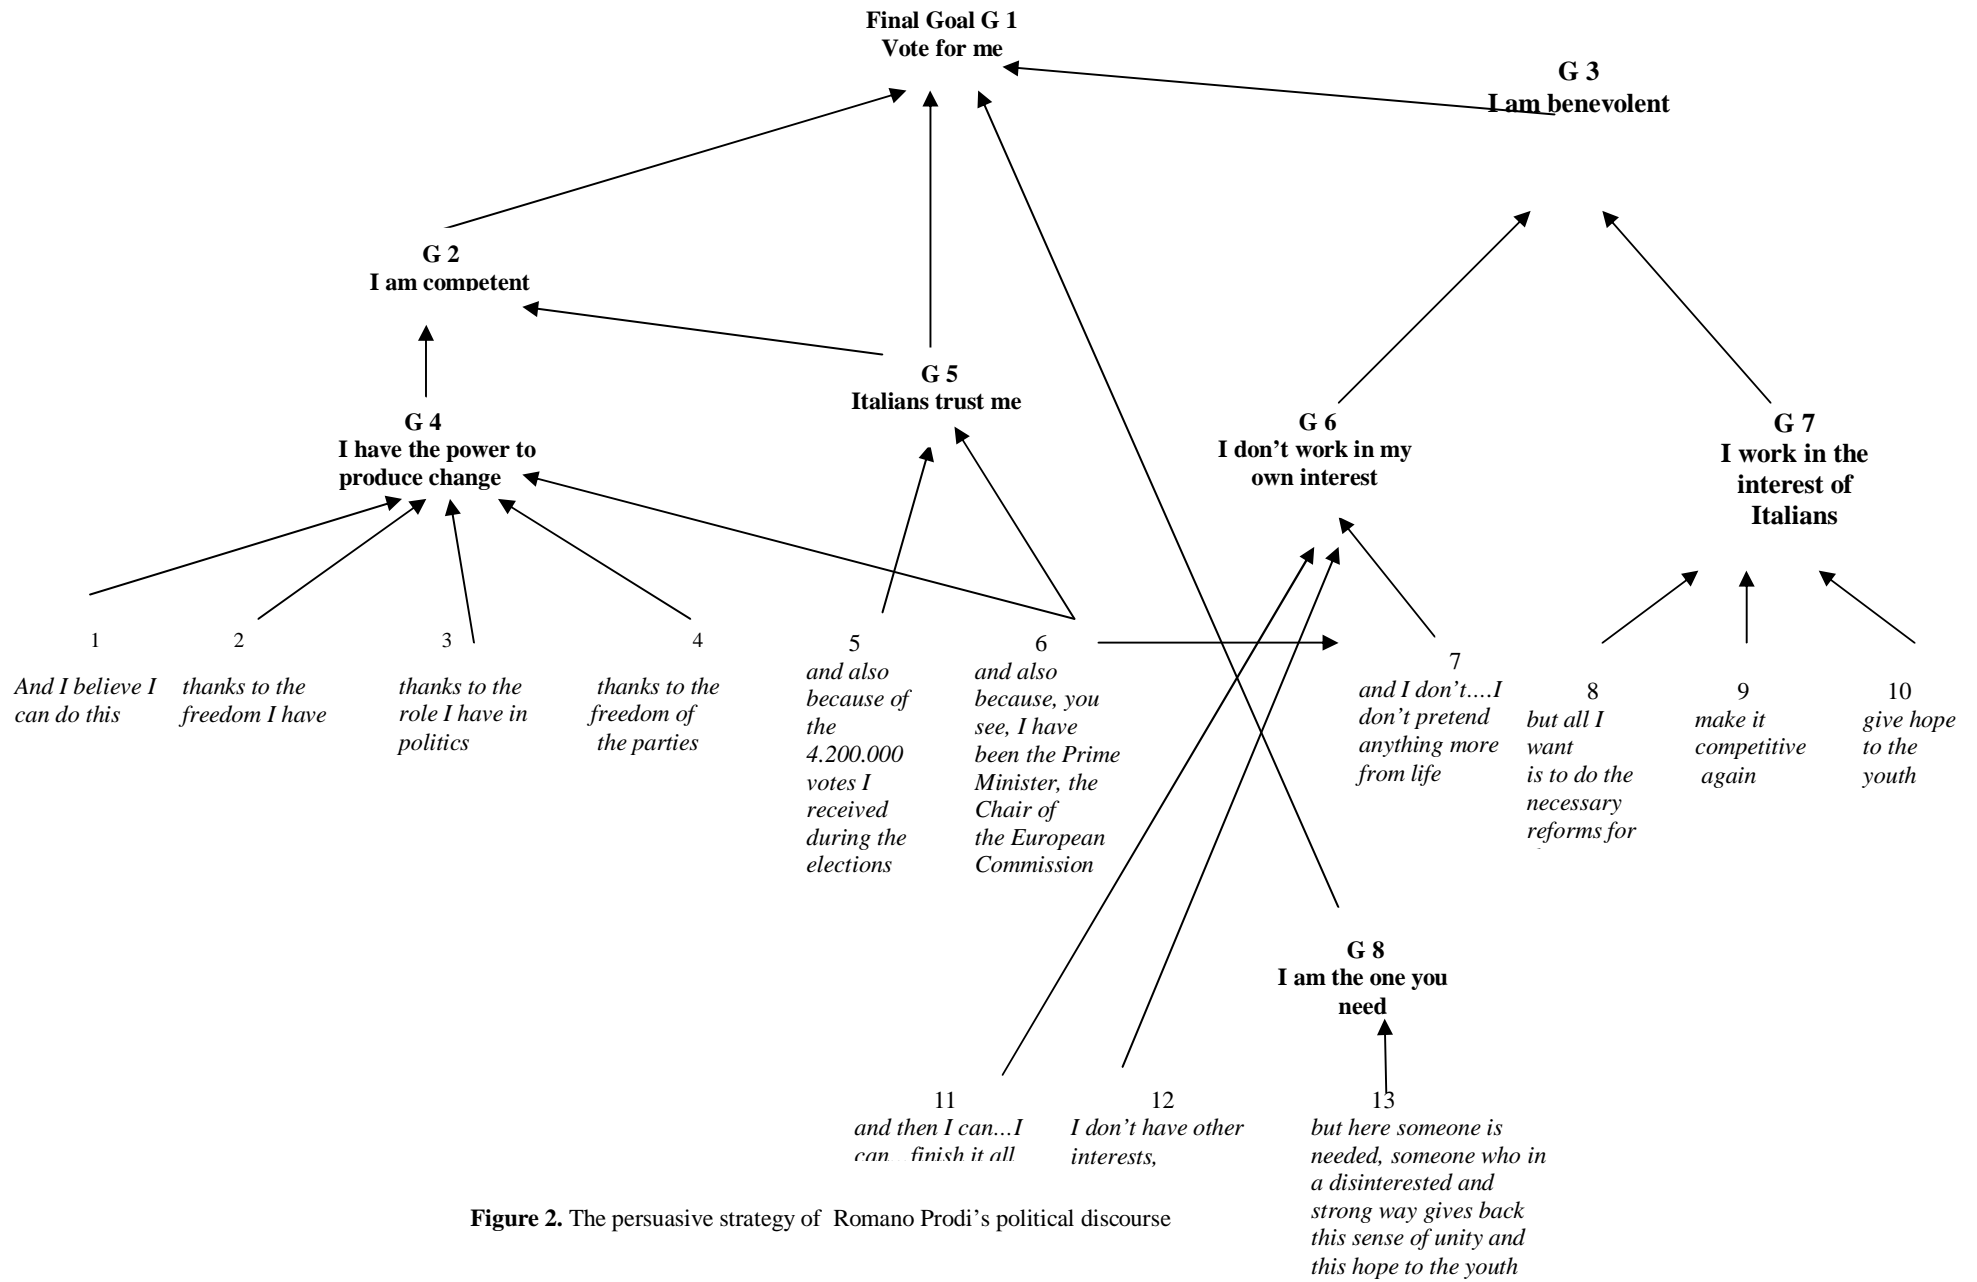 Final Goal G 1
Vote for me
G 3
I am benevolent
G 2
I am competent
G 5
Italians trust me
G 4
I have the power to
produce change
G 6
I don't work in my
own interest
G 7
I work in the
interest of
Italians
1
And I believe I
can do this
2
thanks to the
freedom I have
3
thanks to the
role I have in
politics
4
thanks to the
freedom of
the parties
5
and also
because of
the
4.200.000
votes I
received
during the
elections
6
and also
because, you
see, I have
been the Prime
Minister, the
Chair of
the European
Commission
7
and I don't....I
don't pretend
anything more
from life
8
but all I
want
is to do the
necessary
reforms for
9
make it
competitive
again
10
give hope
to the
youth
G 8
I am the one you
need
11
and then I can...I
can...finish it all
12
I don't have other
interests,
13
but here someone is
needed, someone who in
a disinterested and
strong way gives back
this sense of unity and
this hope to the youth
Figure 2. The persuasive strategy of Romano Prodi's political discourse